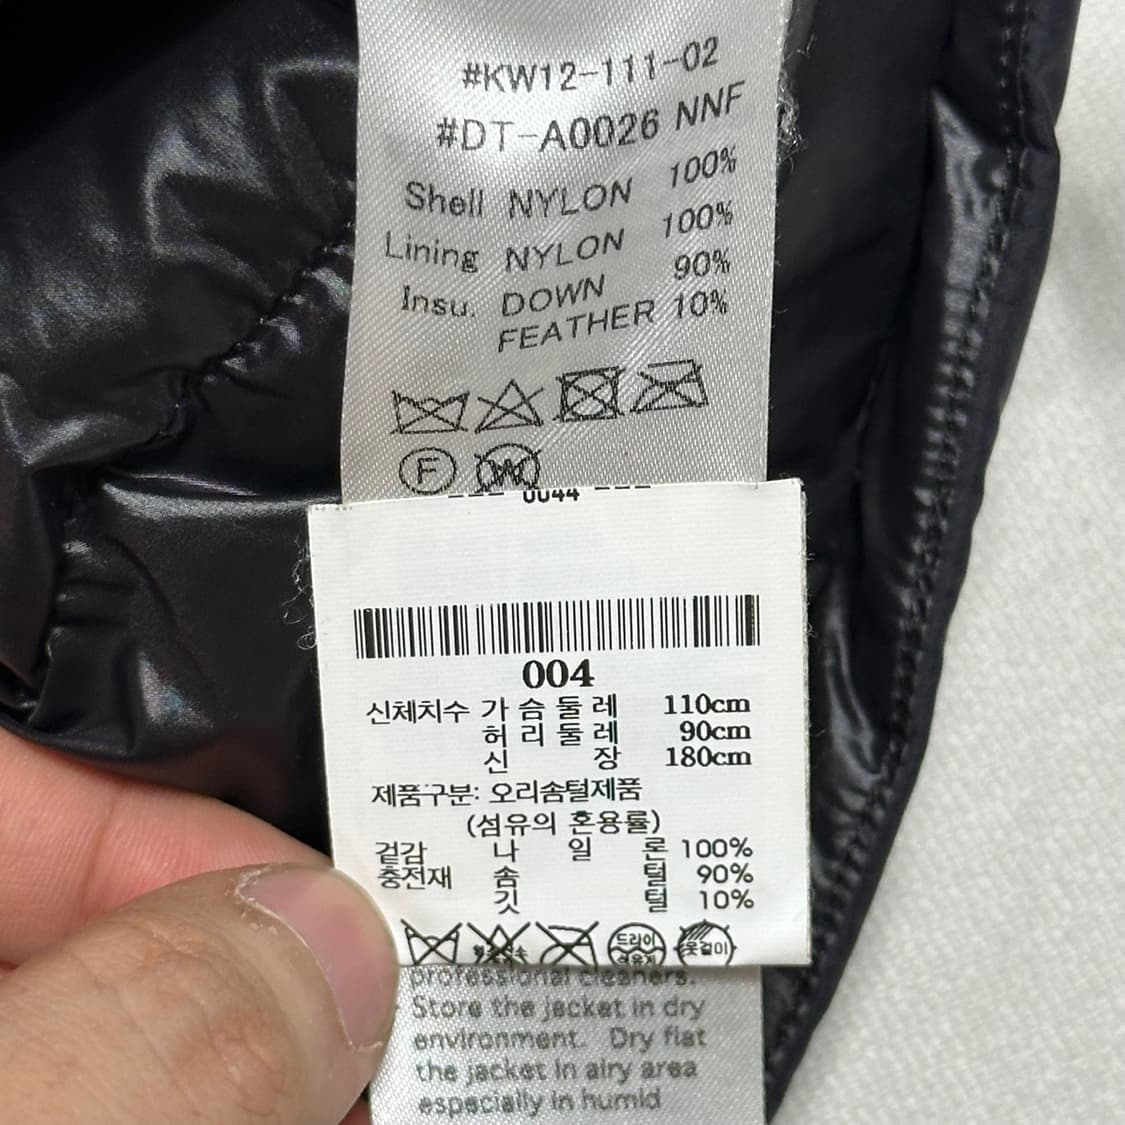 #KW12-111-02
#DT-A0026 NNF
Shell NYLON 100%
Lining NYLON 100%
Insu. DOWN 90%
FEATHER 10%
F W
--- 0044 ---
004
신체치수 가슴둘레 110cm
허리둘레 90cm
신장 180cm
제품구분: 오리솜털제품
(섬유의 혼용률)
겉감 나일론 100%
충전재 솜털 90%
깃털 10%
드라이 옷걸이
professional cleaners.
Store the jacket in dry
environment. Dry flat
the jacket in airy area
especially in humid